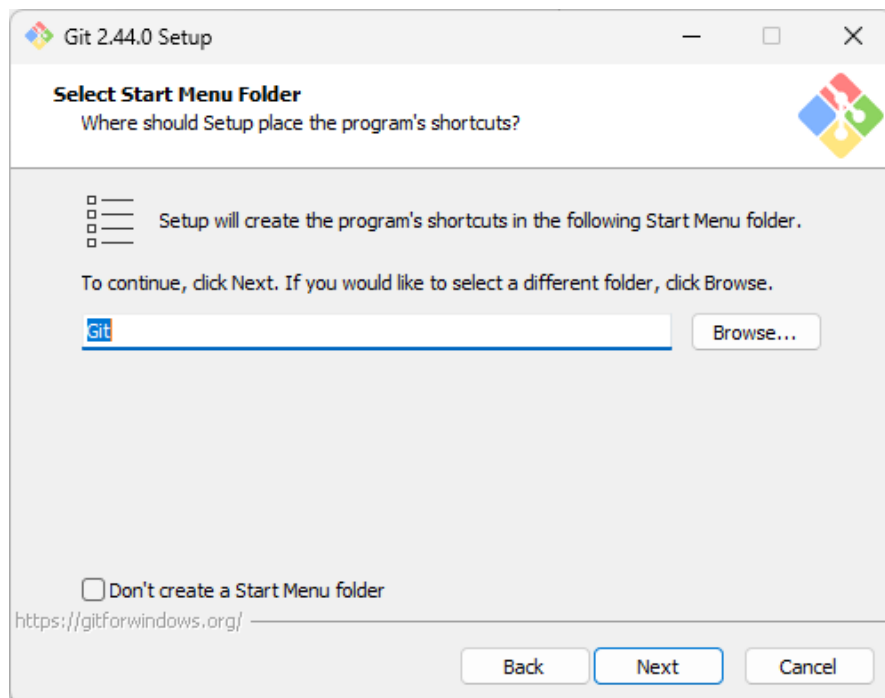 Git 2.44.0 Setup
Select Start Menu Folder
Where should Setup place the program's shortcuts?
Setup will create the program's shortcuts in the following Start Menu folder.
To continue, click Next. If you would like to select a different folder, click Browse.
Git
Browse...
Don't create a Start Menu folder
https://gitforwindows.org/
Back
Next
Cancel